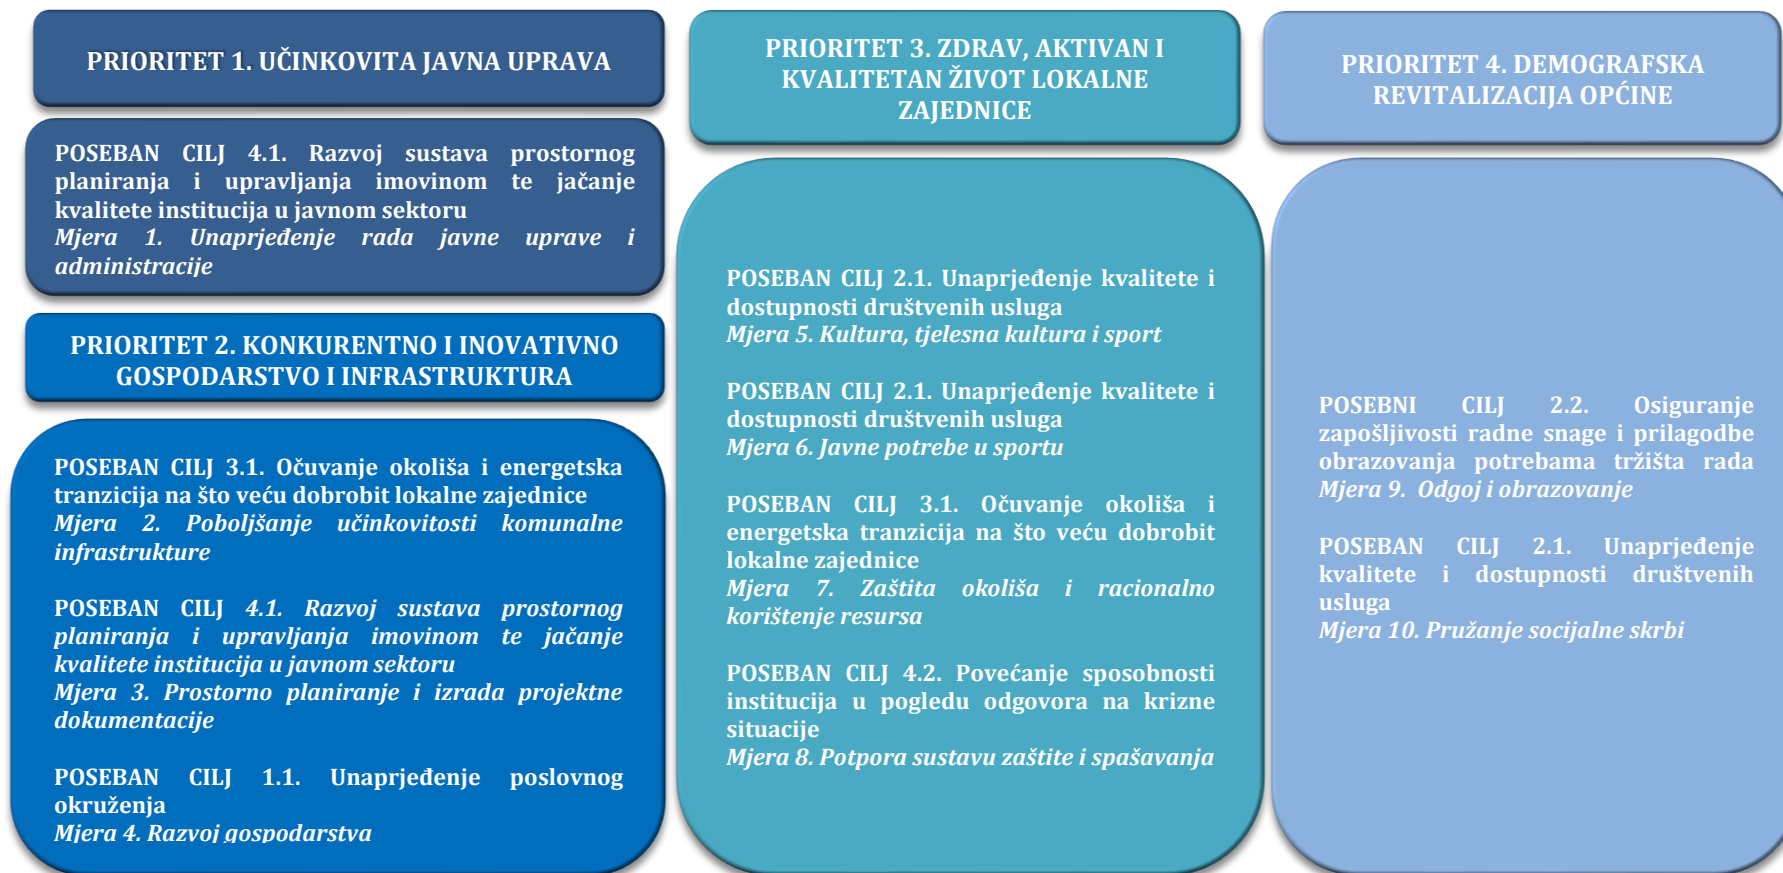 PRIORITET 1. UČINKOVITA JAVNA UPRAVA
POSEBAN CILJ 4.1. Razvoj sustava prostornog
planiranja i upravljanja imovinom te jačanje
kvalitete institucija u javnom sektoru
Mjera 1. Unaprjeđenje rada javne uprave i
administracije
PRIORITET 2. KONKURENTNO I INOVATIVNO
GOSPODARSTVO I INFRASTRUKTURA
POSEBAN CILJ 3.1. Očuvanje okoliša i energetska
tranzicija na što veću dobrobit lokalne zajednice
Mjera 2. Poboljšanje učinkovitosti komunalne
infrastrukture
POSEBAN CILJ 4.1. Razvoj sustava prostornog
planiranja i upravljanja imovinom te jačanje
kvalitete institucija u javnom sektoru
Mjera 3. Prostorno planiranje i izrada projektne
dokumentacije
POSEBAN CILJ 1.1. Unaprjeđenje poslovnog
okruženja
Mjera 4. Razvoj gospodarstva
PRIORITET 3. ZDRAV, AKTIVAN I
KVALITETAN ŽIVOT LOKALNE
ZAJEDNICE
POSEBAN CILJ 2.1. Unaprjeđenje kvalitete i
dostupnosti društvenih usluga
Mjera 5. Kultura, tjelesna kultura i sport
POSEBAN CILJ 2.1. Unaprjeđenje kvalitete i
dostupnosti društvenih usluga
Mjera 6. Javne potrebe u sportu
POSEBAN CILJ 3.1. Očuvanje okoliša i
energetska tranzicija na što veću dobrobit
lokalne zajednice
Mjera 7. Zaštita okoliša i racionalno
korištenje resursa
POSEBAN CILJ 4.2. Povećanje sposobnosti
institucija u pogledu odgovora na krizne
situacije
Mjera 8. Potpora sustavu zaštite i spašavanja
PRIORITET 4. DEMOGRAFSKA
REVITALIZACIJA OPĆINE
POSEBNI CILJ 2.2. Osiguranje
zapošljivosti radne snage i prilagodbe
obrazovanja potrebama tržišta rada
Mjera 9. Odgoj i obrazovanje
POSEBAN CILJ 2.1. Unaprjeđenje
kvalitete i dostupnosti društvenih
usluga
Mjera 10. Pružanje socijalne skrbi